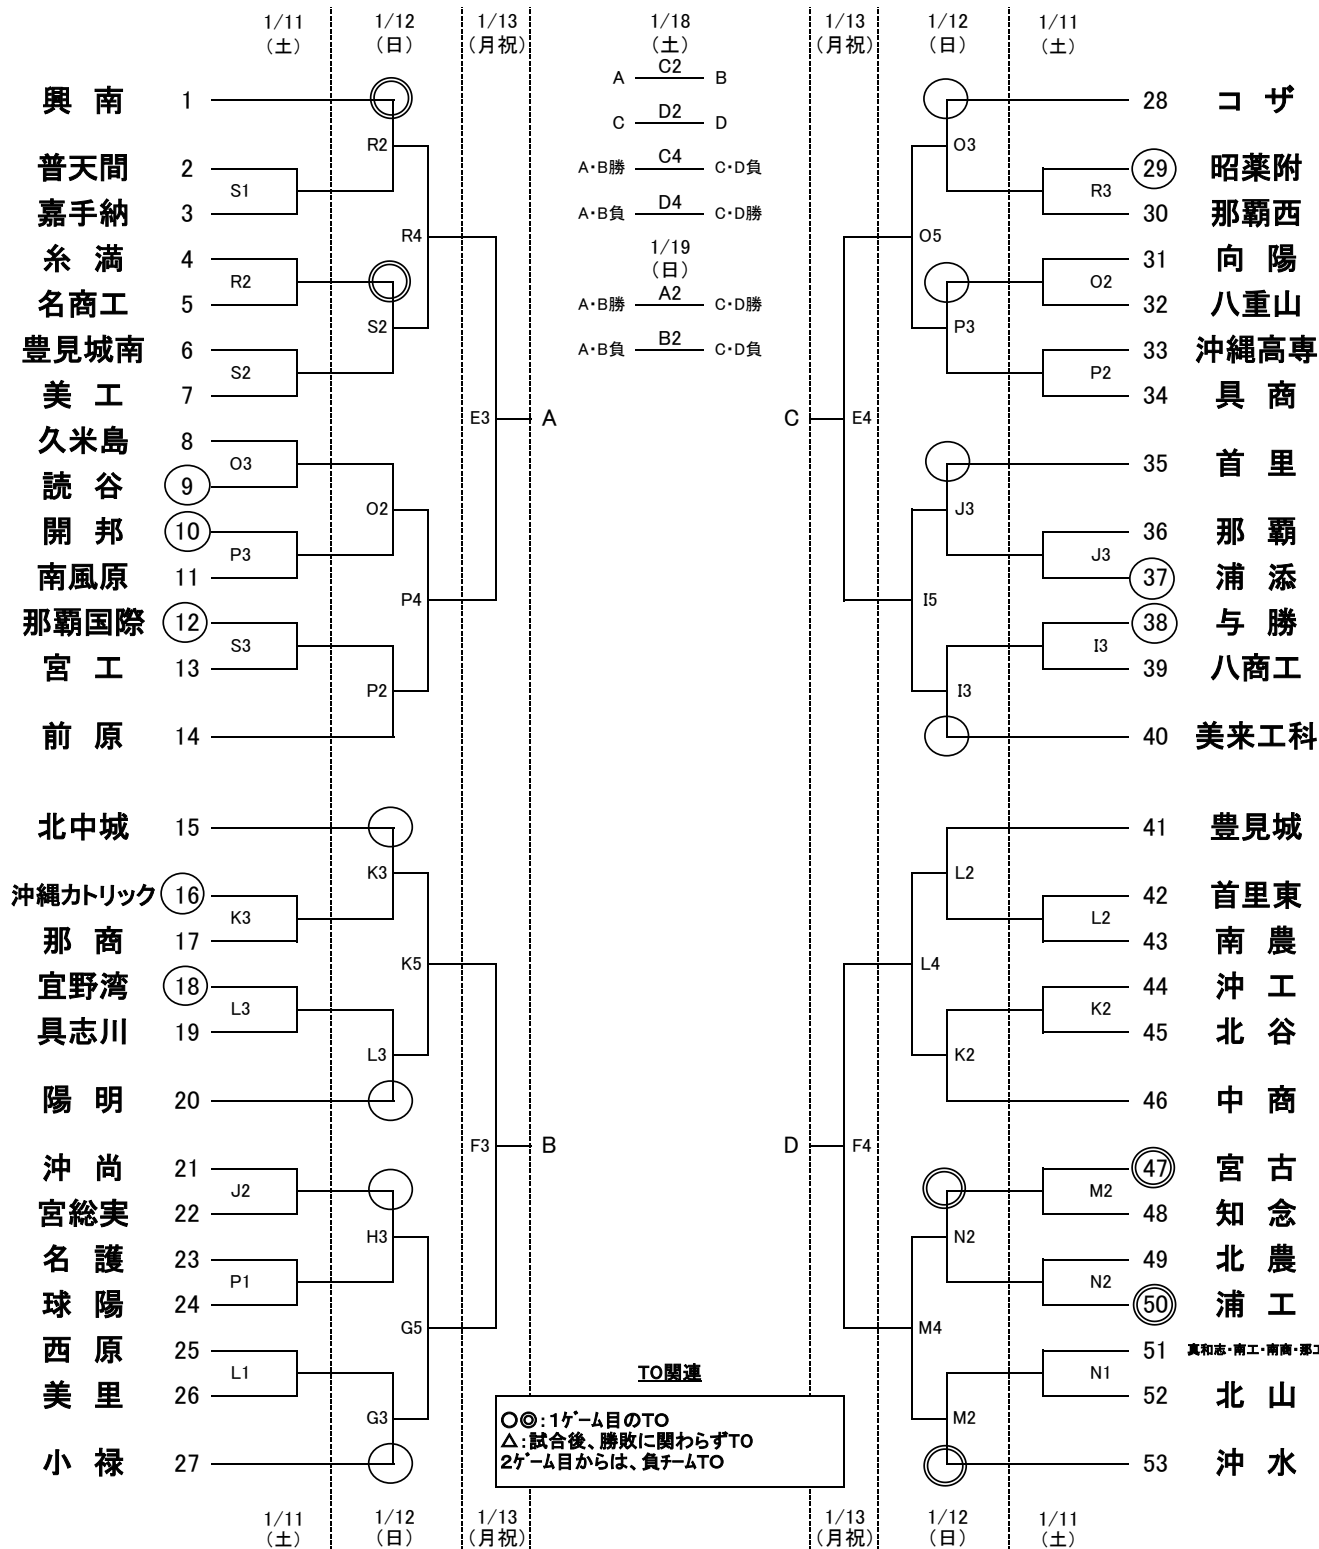 1/11 1/12 1/13 1/18 1/13 1/12 1/11
(土) (日) (月祝) (土) (月祝) (日) (土)
A C2 B
C D2 D
A・B勝 C4 C・D負
A・B負 D4 C・D勝
1/19
(日)
A・B勝 A2 C・D勝
A・B負 B2 C・D負
興 南 1
R2
普天間 2
S1
嘉手納 3
R4
糸 満 4
R2
名商工 5
S2
豊見城南 6
S2
美 工 7
E3 A
久米島 8
O3
読 谷 9
O2
開 邦 10
P3
南風原 11
P4
那覇国際 12
S3
宮 工 13
P2
前 原 14
北中城 15
K3
沖縄カトリック 16
K3
那 商 17
K5
宜野湾 18
L3
具志川 19
L3
陽 明 20
F3 B
沖 尚 21
J2
宮総実 22
H3
名 護 23
P1
球 陽 24
G5
西 原 25
L1
美 里 26
G3
小 禄 27
28 コ ザ
O3
29 昭薬附
R3
30 那覇西
O5
31 向 陽
O2
32 八重山
P3
33 沖縄高専
P2
34 具 商
C E4
35 首 里
J3
36 那 覇
J3
37 浦 添
I5
38 与 勝
I3
39 八商工
I3
40 美来工科
41 豊見城
L2
42 首里東
L2
43 南 農
L4
44 沖 工
K2
45 北 谷
K2
46 中 商
D F4
47 宮 古
M2
48 知 念
N2
49 北 農
N2
50 浦 工
M4
51 真和志・南工・南商・那工
N1
52 北 山
M2
53 沖 水
TO関連
○◎:1ゲーム目のTO
△:試合後、勝敗に関わらずTO
2ゲーム目からは、負チームTO
1/11 1/12 1/13 1/13 1/12 1/11
(土) (日) (月祝) (月祝) (日) (土)